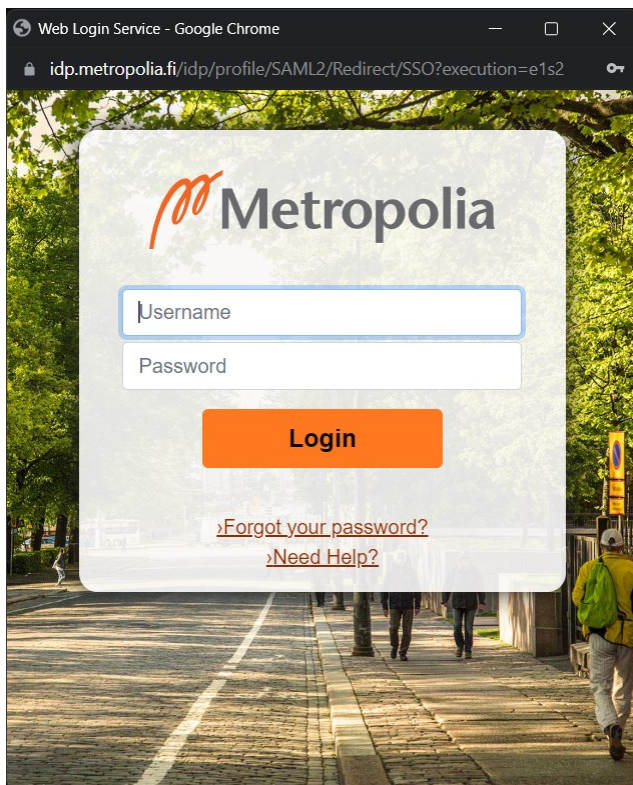 Web Login Service - Google Chrome
idp.metropolia.fi/idp/profile/SAML2/Redirect/SSO?execution=e1s2
Metropolia
Username
Password
Login
›Forgot your password?
›Need Help?